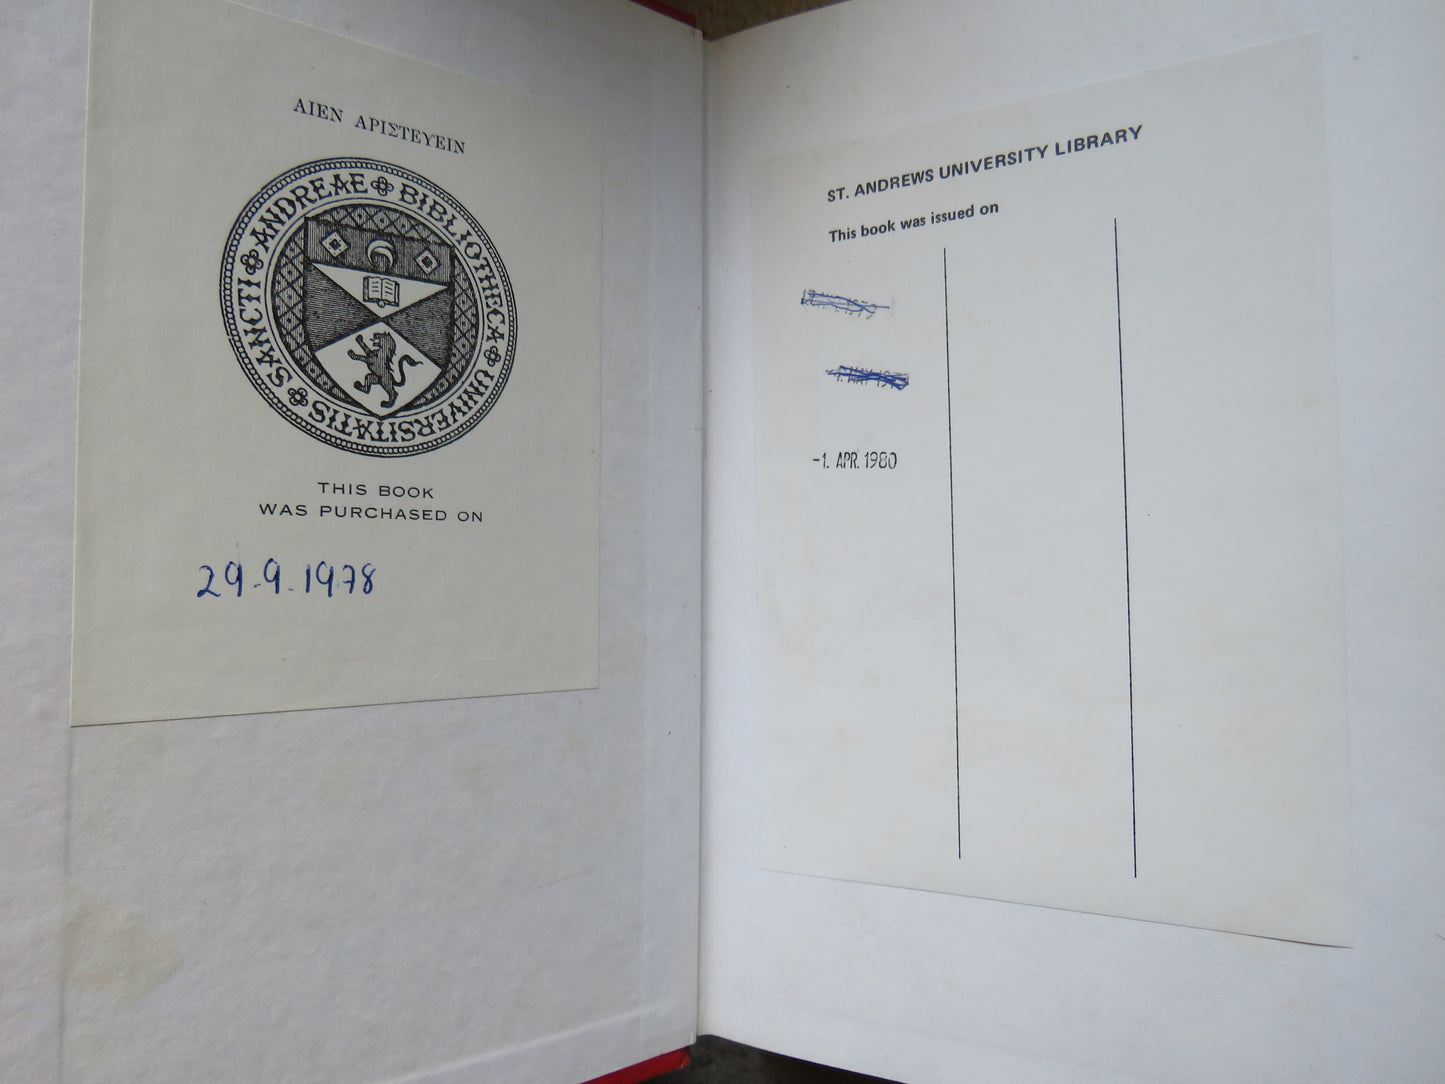 ΑΙΕΝ ΑΡΙΣΤΕΥΕΙΝ
SANCTI ANDREAE BIBLIOTHECA UNIVERSITATIS
THIS BOOK
WAS PURCHASED ON
29.9.1978
ST. ANDREWS UNIVERSITY LIBRARY
This book was issued on
-1. APR. 1980